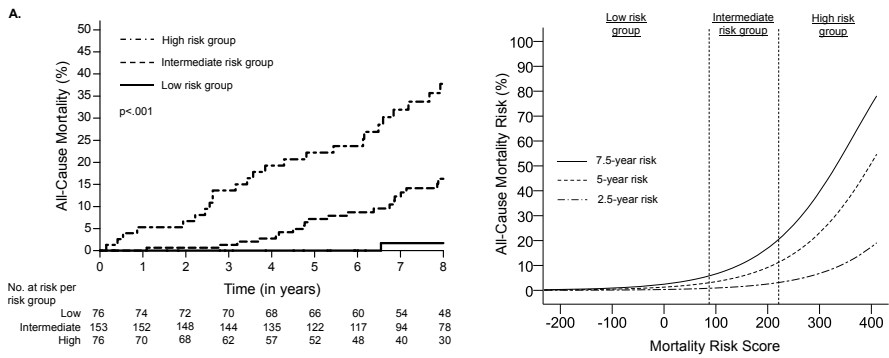 A.
50
45
40
35
30
25
20
15
10
5
0
All-Cause Mortality (%)
High risk group
Intermediate risk group
Low risk group
p<.001
0 1 2 3 4 5 6 7 8
Time (in years)
No. at risk per
risk group
Low 76 74 72 70 68 66 60 54 48
Intermediate 153 152 148 144 135 122 117 94 78
High 76 70 68 62 57 52 48 40 30
Low risk
group
Intermediate
risk group
High risk
group
100
90
80
70
60
50
40
30
20
10
0
All-Cause Mortality Risk (%)
7.5-year risk
5-year risk
2.5-year risk
-200 -100 0 100 200 300 400
Mortality Risk Score